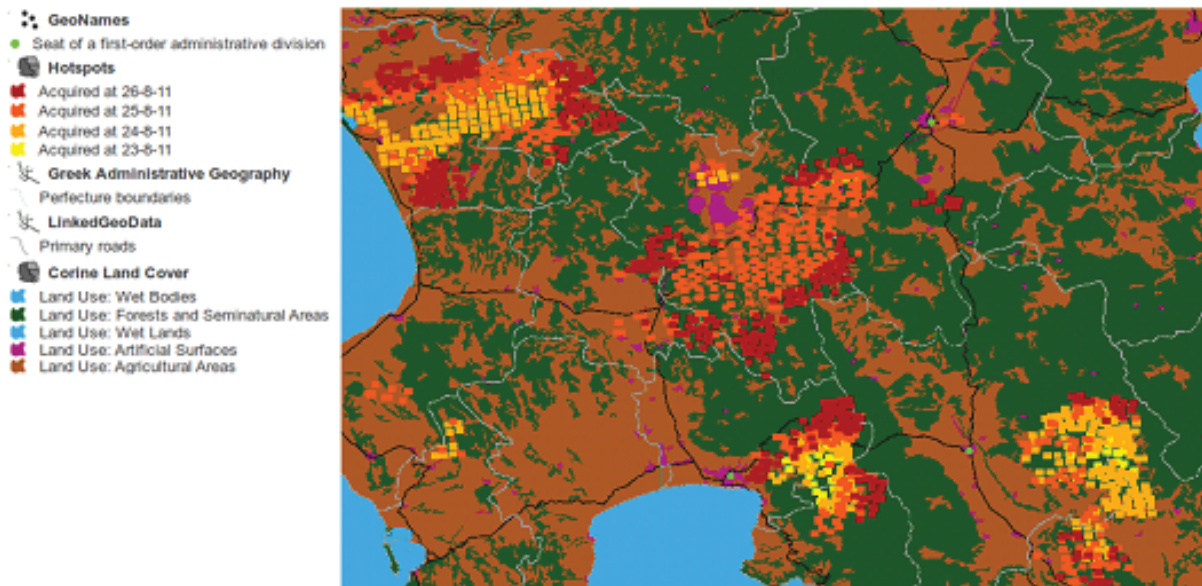 GeoNames
Seat of a first-order administrative division
Hotspots
Acquired at 26-8-11
Acquired at 25-8-11
Acquired at 24-8-11
Acquired at 23-8-11
Greek Administrative Geography
Perfecture boundaries
LinkedGeoData
Primary roads
Corine Land Cover
Land Use: Wet Bodies
Land Use: Forests and Seminatural Areas
Land Use: Wet Lands
Land Use: Artificial Surfaces
Land Use: Agricultural Areas